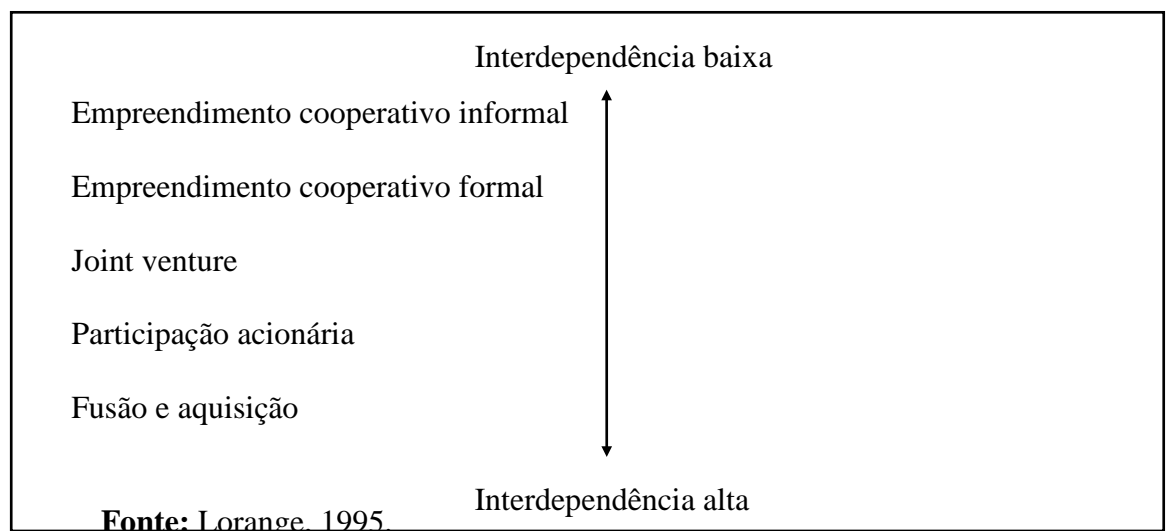 Interdependência baixa
Empreendimento cooperativo informal
Empreendimento cooperativo formal
Joint venture
Participação acionária
Fusão e aquisição
Interdependência alta
Fonte: Lorange, 1995.